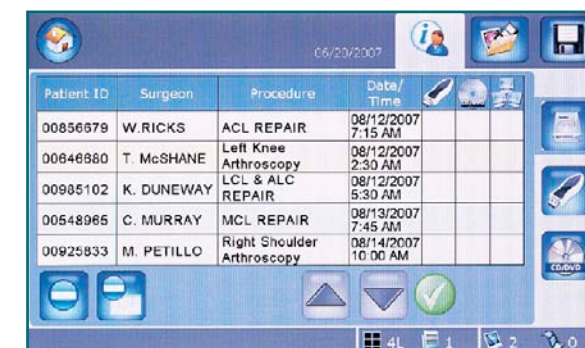 06/20/2007
Patient ID Surgeon Procedure Date/
Time
00856679 W.RICKS ACL REPAIR 08/12/2007
7:15 AM
00646680 T. McSHANE Left Knee
Arthroscopy 08/12/2007
2:30 AM
00985102 K. DUNEWAY LCL & ALC
REPAIR 08/12/2007
5:30 AM
00548965 C. MURRAY MCL REPAIR 08/13/2007
7:45 AM
00925833 M. PETILLO Right Shoulder
Arthroscopy 08/14/2007
10:00 AM
CD/DVD
4L 1 2 0